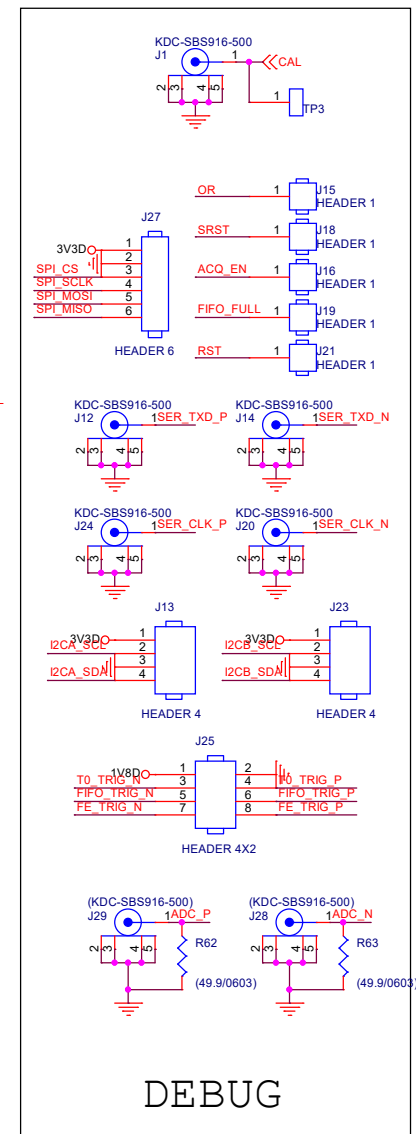 KDC-SBS916-500
J1 1 CAL
2 3 4 5
1 TP3
OR 1 J15
HEADER 1
J27
SRST 1 J18
HEADER 1
3V3D 1
2
SPI_CS 3
SPI_SCLK 4
SPI_MOSI 5
SPI_MISO 6
HEADER 6
ACQ_EN 1 J16
HEADER 1
FIFO_FULL 1 J19
HEADER 1
RST 1 J21
HEADER 1
KDC-SBS916-500 KDC-SBS916-500
J12 1 SER_TXD_P J14 1 SER_TXD_N
2 3 4 5 2 3 4 5
KDC-SBS916-500 KDC-SBS916-500
J24 1 SER_CLK_P J20 1 SER_CLK_N
2 3 4 5 2 3 4 5
J13 J23
3V3D 1 3V3D 1
I2CA_SCL 2 I2CB_SCL 2
3 3
I2CA_SDA 4 I2CB_SDA 4
HEADER 4 HEADER 4
J25
1V8D 1 2
T0_TRIG_N 3 4 T0_TRIG_P
FIFO_TRIG_N 5 6 FIFO_TRIG_P
FE_TRIG_N 7 8 FE_TRIG_P
HEADER 4X2
(KDC-SBS916-500) (KDC-SBS916-500)
J29 1 ADC_P J28 1 ADC_N
2 3 4 5 R62 2 3 4 5 R63
(49.9/0603) (49.9/0603)
DEBUG